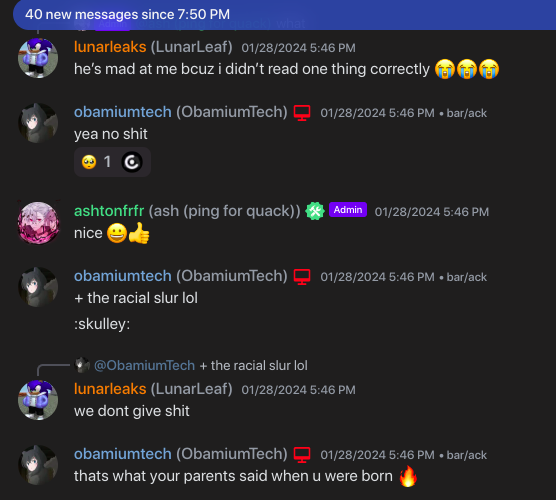 40 new messages since 7:50 PM
lunarleaks (LunarLeaf) 01/28/2024 5:46 PM
he's mad at me bcuz i didn't read one thing correctly 😭😭😭
obamiumtech (ObamiumTech) 01/28/2024 5:46 PM • bar/ack
yea no shit
🥺 1
ashtonfrfr (ash (ping for quack)) Admin 01/28/2024 5:46 PM
nice 😀👍
obamiumtech (ObamiumTech) 01/28/2024 5:46 PM • bar/ack
+ the racial slur lol
:skulley:
@ObamiumTech + the racial slur lol
lunarleaks (LunarLeaf) 01/28/2024 5:46 PM
we dont give shit
obamiumtech (ObamiumTech) 01/28/2024 5:46 PM • bar/ack
thats what your parents said when u were born 🔥